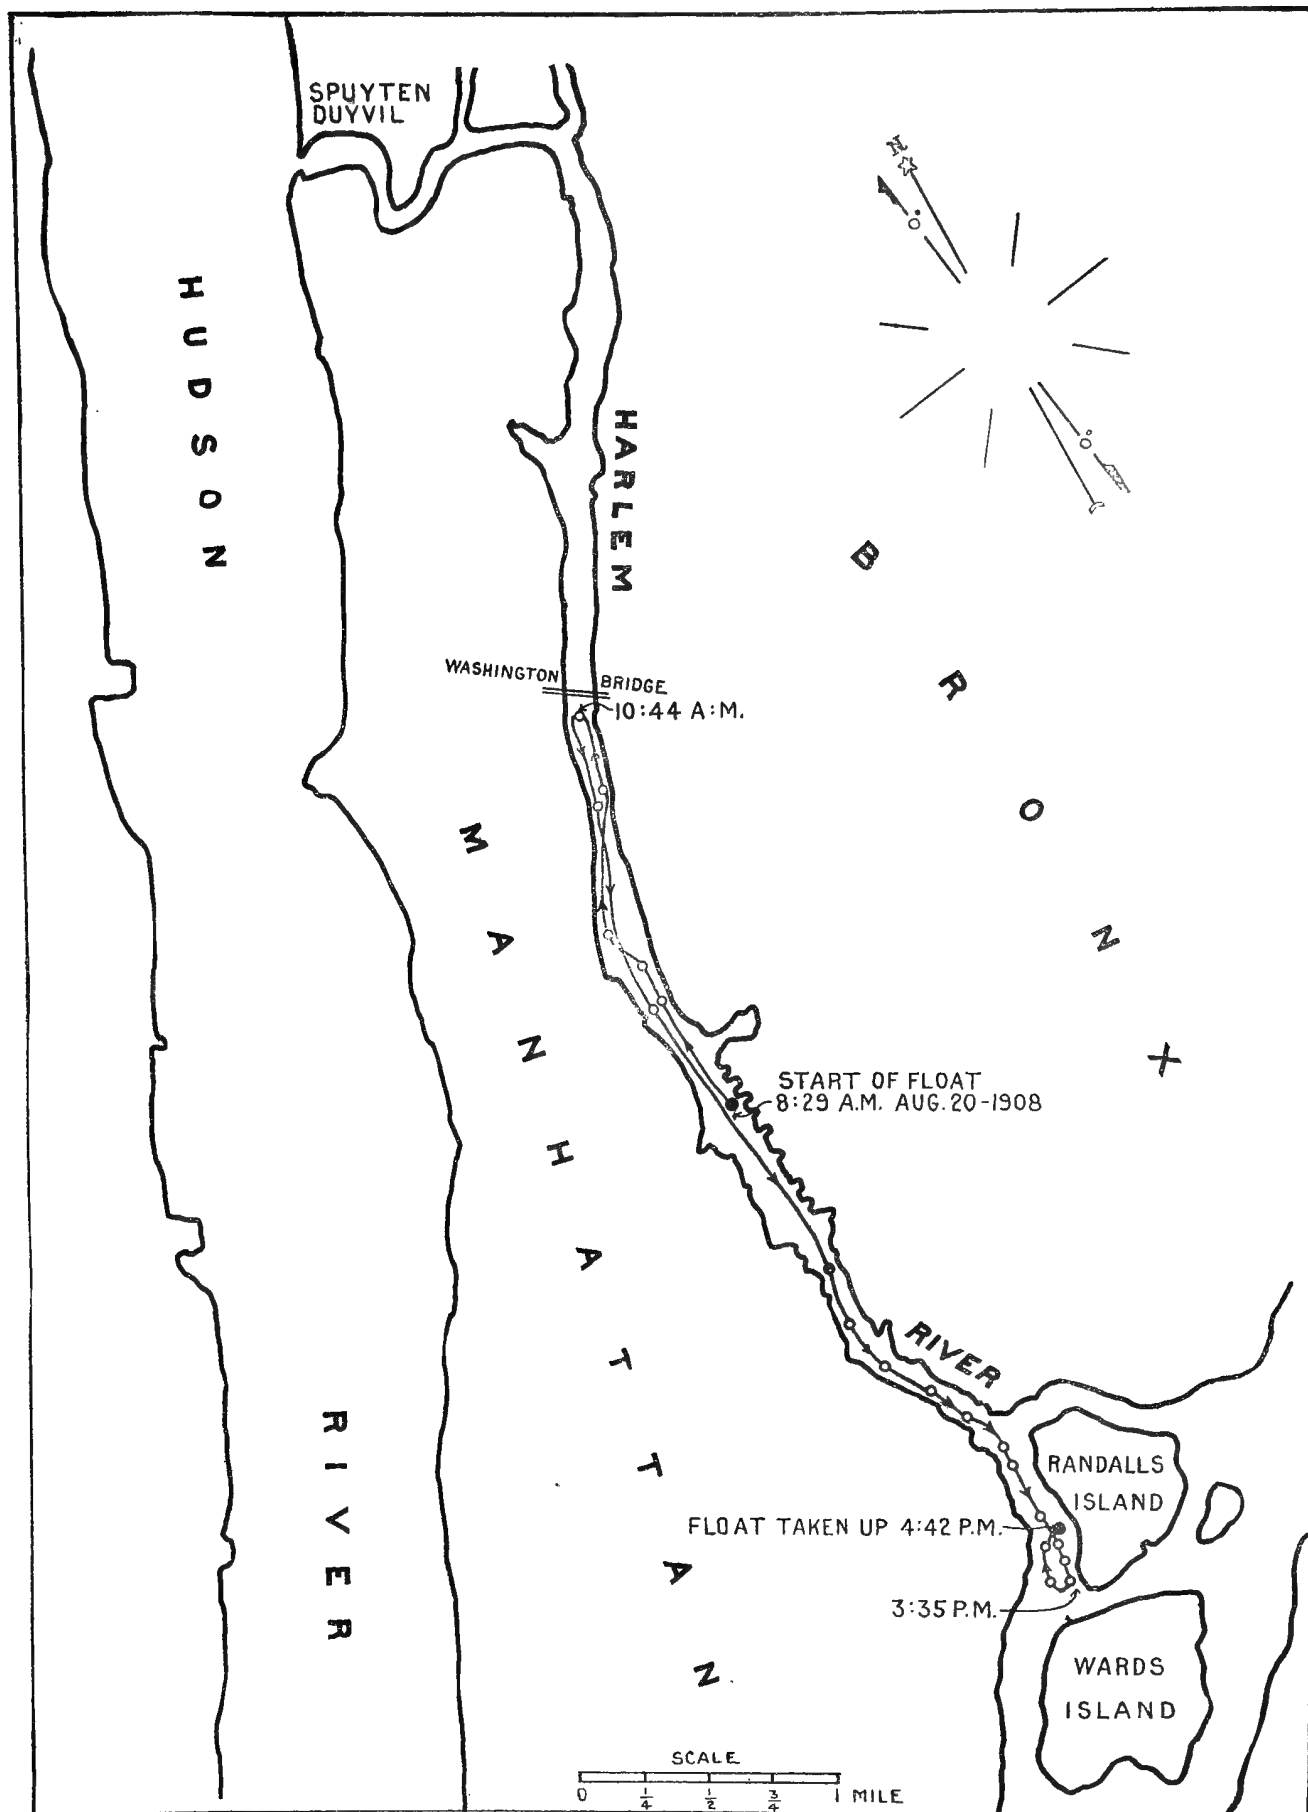 SPUYTEN
DUYVIL
N
HUDSON
RIVER
HARLEM
RIVER
BRONX
WASHINGTON BRIDGE
10:44 A:M.
MANHATTAN
START OF FLOAT
8:29 A.M. AUG. 20-1908
RANDALLS
ISLAND
FLOAT TAKEN UP 4:42 P.M.
3:35 P.M.
WARDS
ISLAND
SCALE
0 1/4 1/2 3/4 1 MILE